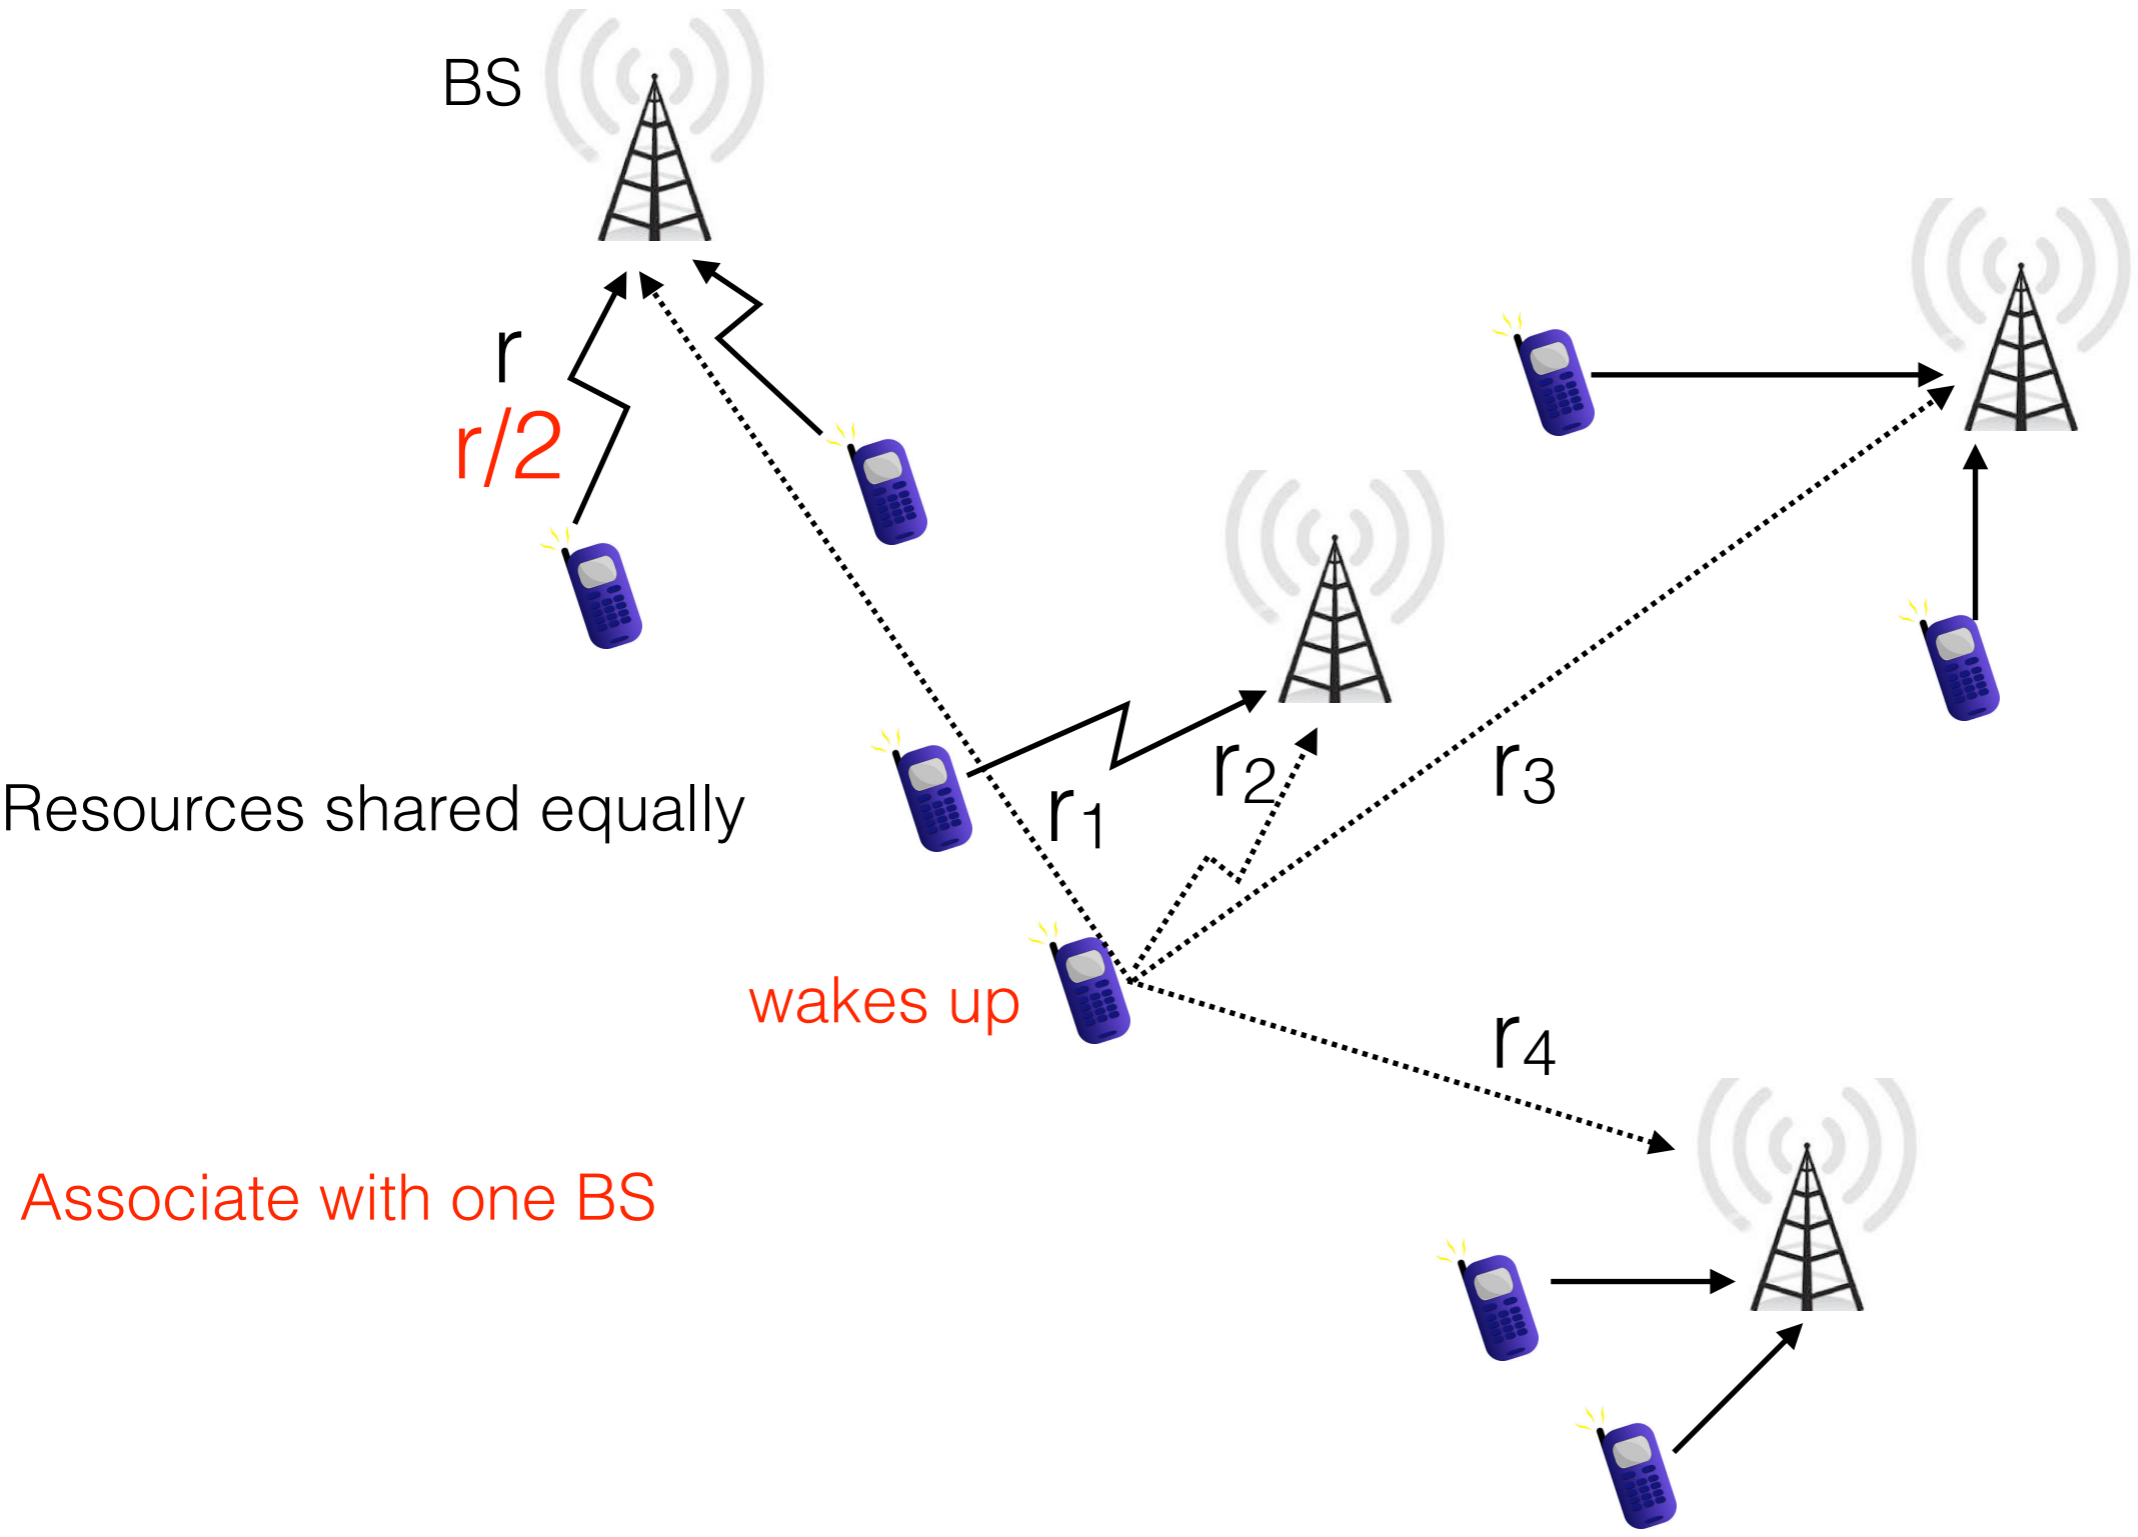 BS
r
r/2
r2
r3
Resources shared equally
r1
wakes up
r4
Associate with one BS